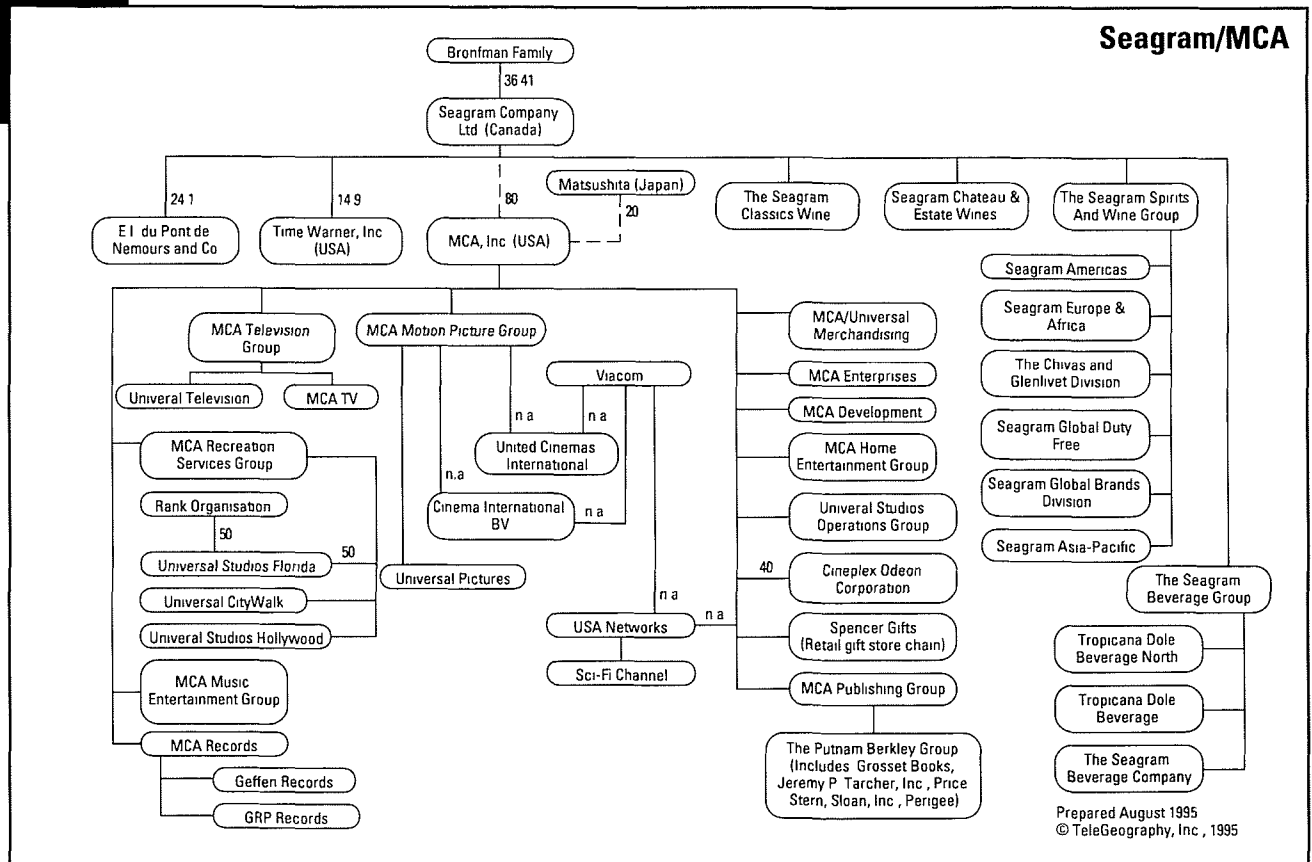 Seagram/MCA
Bronfman Family
36 41
Seagram Company
Ltd (Canada)
24 1
14 9
80
Matsushita (Japan)
20
E I du Pont de
Nemours and Co
Time Warner, Inc
(USA)
MCA, Inc (USA)
The Seagram
Classics Wine
Seagram Chateau &
Estate Wines
The Seagram Spirits
And Wine Group
Seagram Americas
Seagram Europe &
Africa
The Chivas and
Glenlivet Division
Seagram Global Duty
Free
Seagram Global Brands
Division
Seagram Asia-Pacific
MCA Television
Group
Univeral Television
MCA TV
MCA Motion Picture Group
Viacom
n a
n a
United Cinemas
International
n.a
Cinema International
BV
n a
Universal Pictures
n a
USA Networks
n a
Sci-Fi Channel
MCA Recreation
Services Group
Rank Organisation
50
50
Universal Studios Florida
Universal CityWalk
Univeral Studios Hollywood
MCA Music
Entertainment Group
MCA Records
Geffen Records
GRP Records
MCA/Universal
Merchandising
MCA Enterprises
MCA Development
MCA Home
Entertainment Group
Univeral Studios
Operations Group
40
Cineplex Odeon
Corporation
Spencer Gifts
(Retail gift store chain)
MCA Publishing Group
The Putnam Berkley Group
(Includes Grosset Books,
Jeremy P Tarcher, Inc , Price
Stern, Sloan, Inc , Perigee)
The Seagram
Beverage Group
Tropicana Dole
Beverage North
Tropicana Dole
Beverage
The Seagram
Beverage Company
Prepared August 1995
© TeleGeography, Inc , 1995